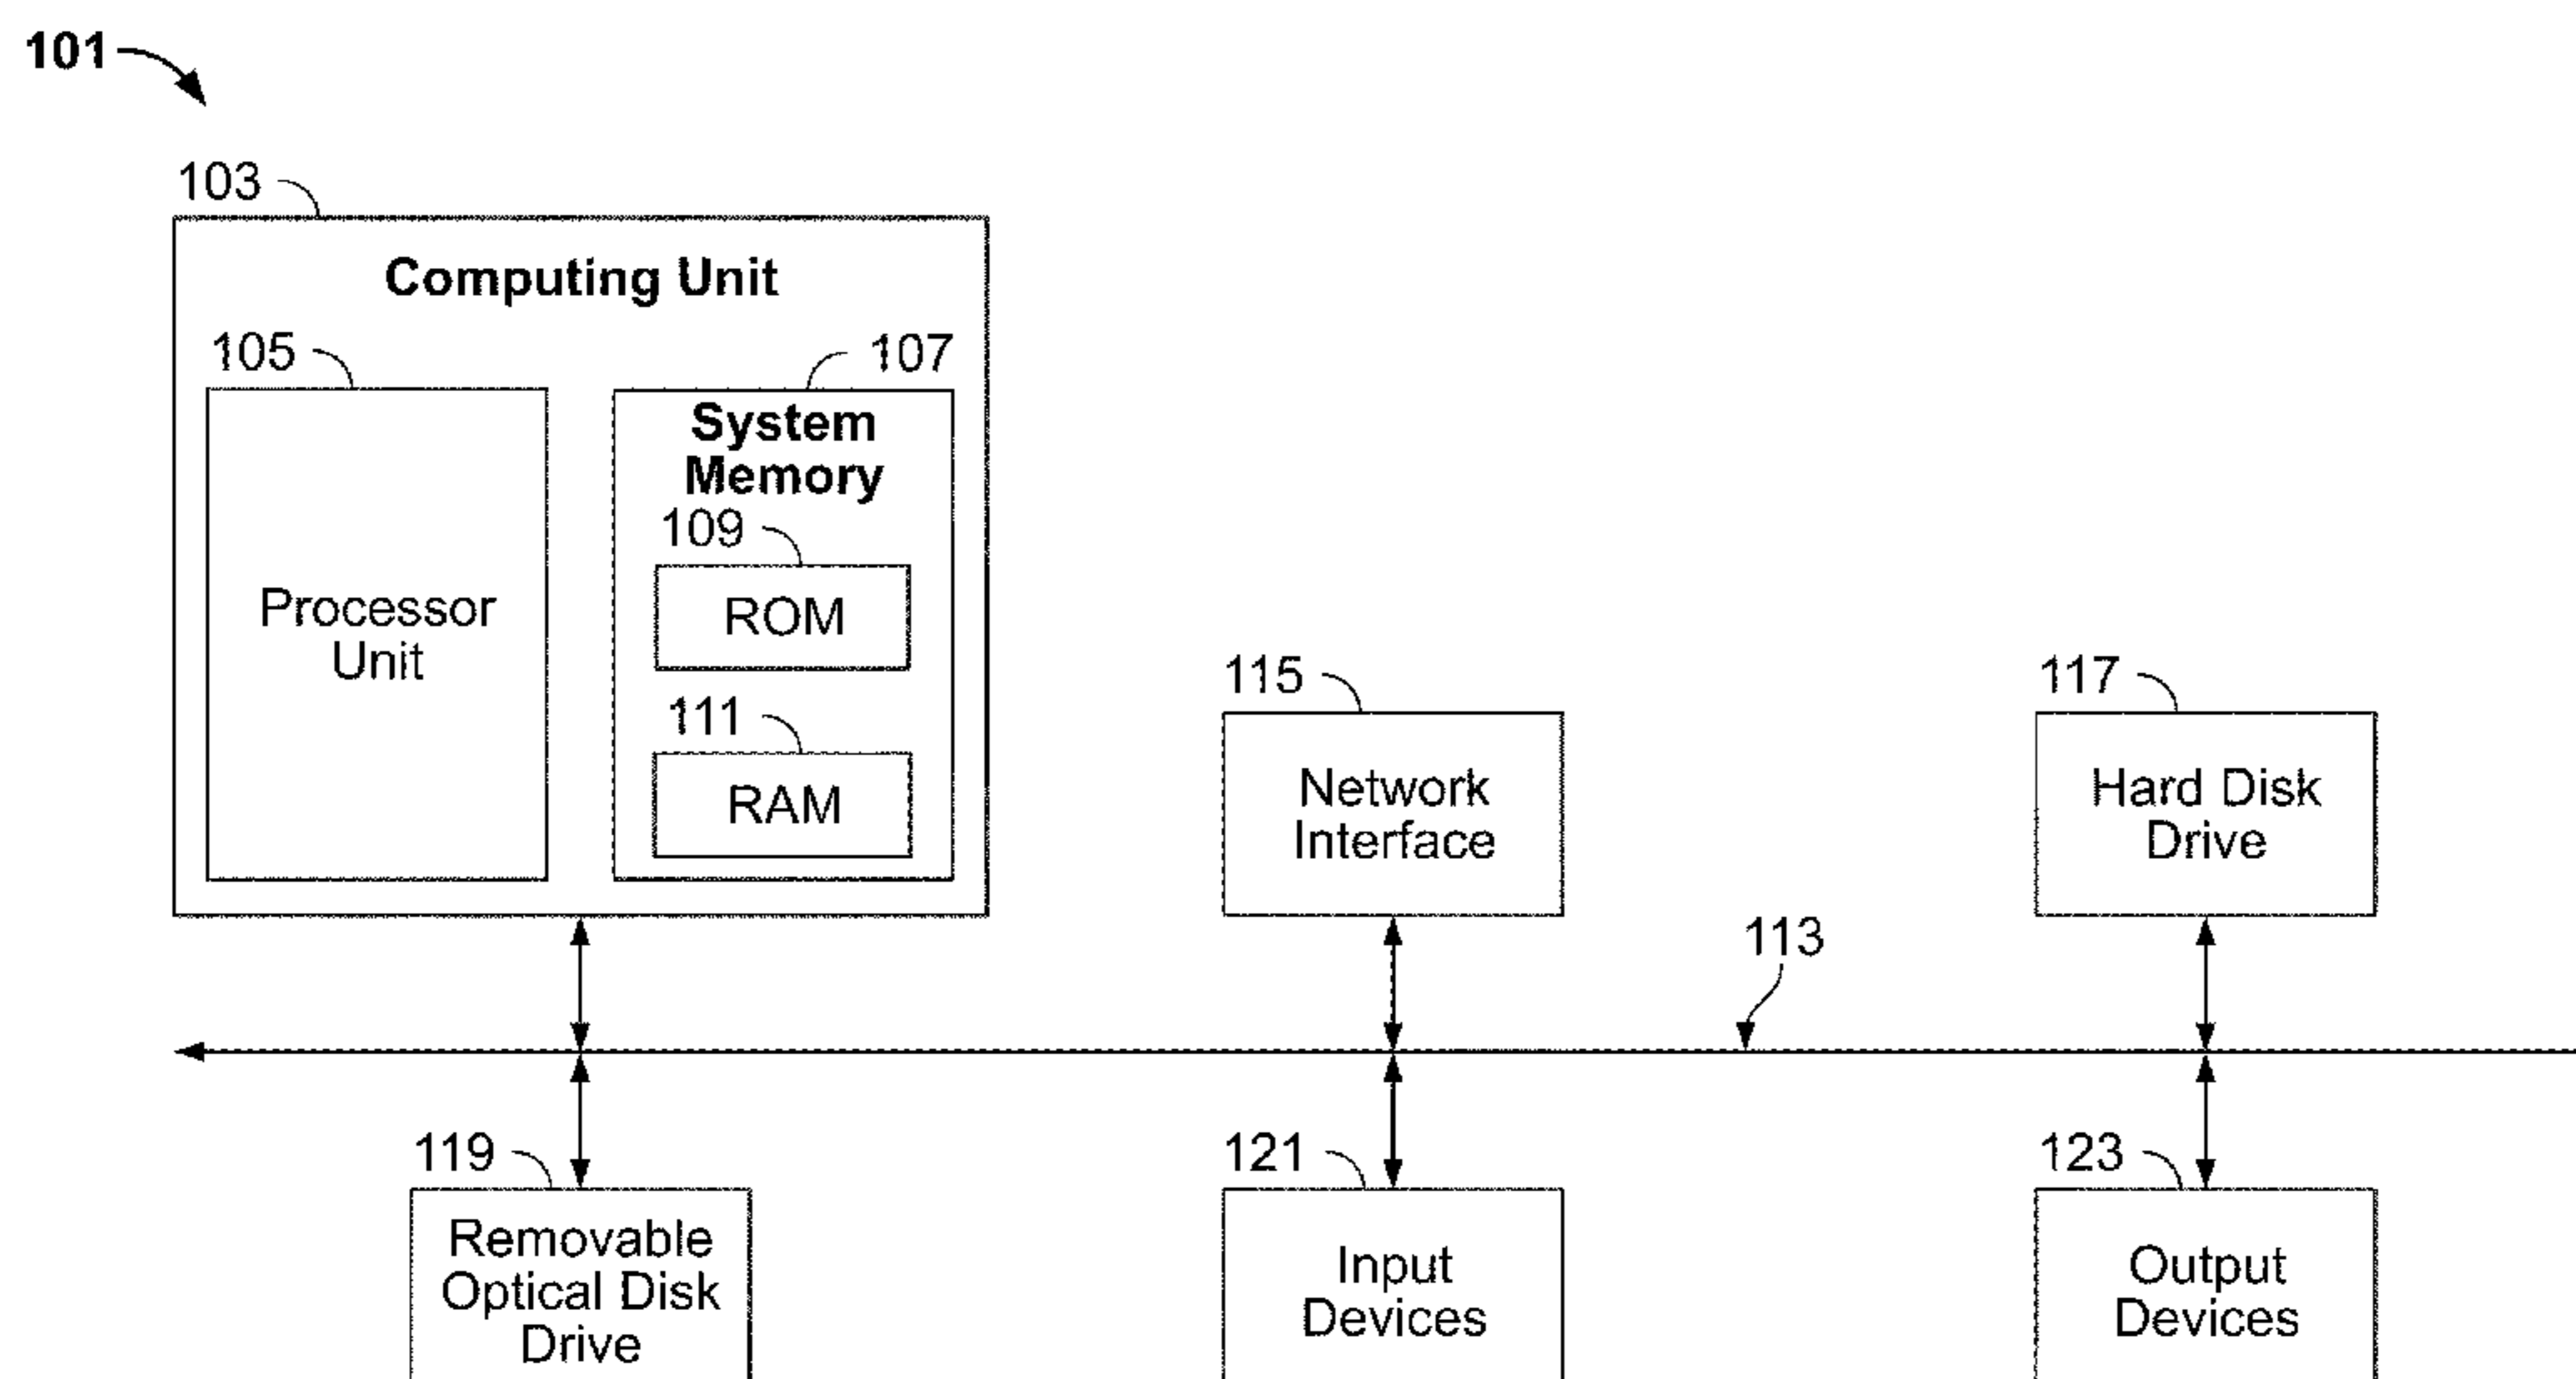 101
103
Computing Unit
105
107
Processor
Unit
System
Memory
109
ROM
111
RAM
115
Network
Interface
117
Hard Disk
Drive
113
119
Removable
Optical Disk
Drive
121
Input
Devices
123
Output
Devices